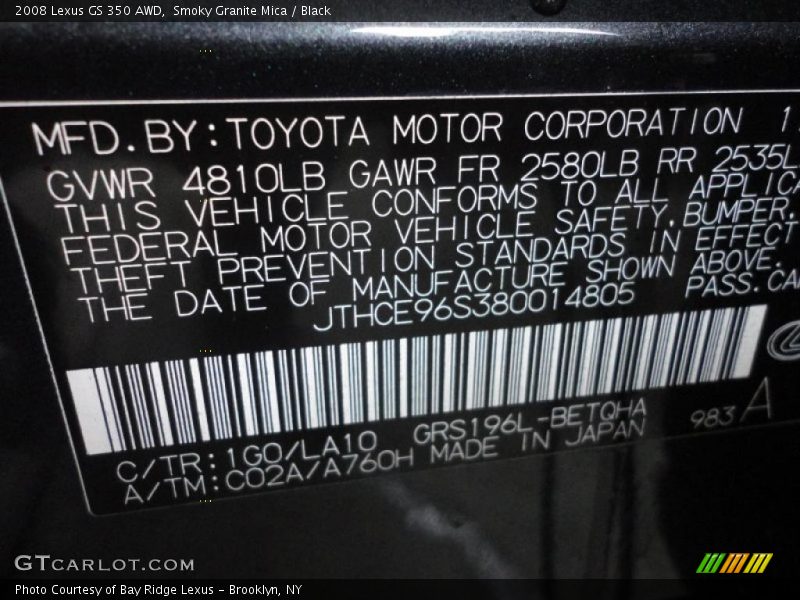 2008 Lexus GS 350 AWD, Smoky Granite Mica / Black
MFD. BY: TOYOTA MOTOR CORPORATION 1
GVWR 4810LB GAWR FR 2580LB RR 2535L
THIS VEHICLE CONFORMS TO ALL APPLICA
FEDERAL MOTOR VEHICLE SAFETY, BUMPER,
THEFT PREVENTION STANDARDS IN EFFECT
THE DATE OF MANUFACTURE SHOWN ABOVE.
JTHCE96S380014805 PASS.CA
C/TR: 1G0/LA10 GRS196L-BETQHA 983 A
A/TM: C02A/A760H MADE IN JAPAN
GTCARLOT.COM
Photo Courtesy of Bay Ridge Lexus - Brooklyn, NY